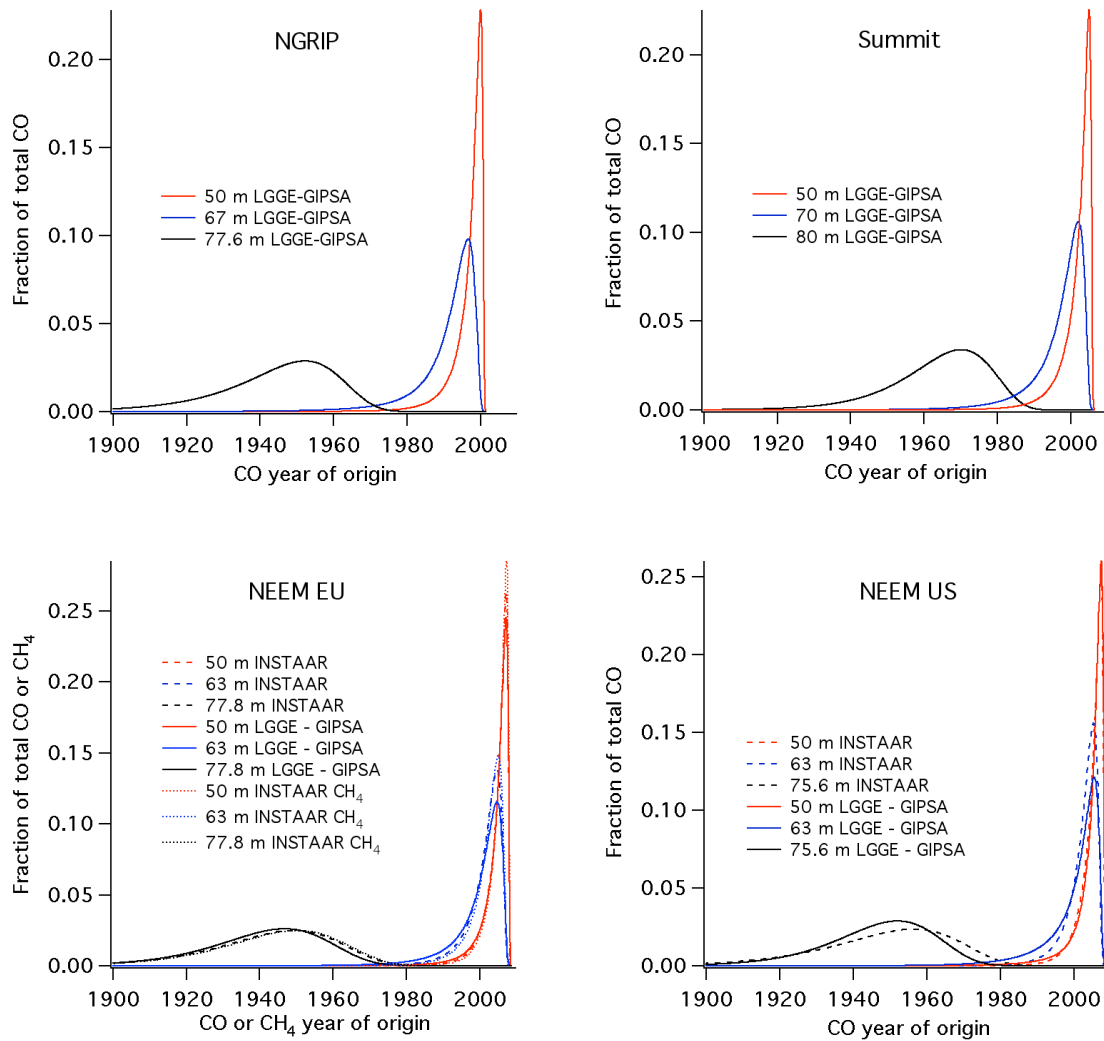 NGRIP
Fraction of total CO
0.20
0.15
0.10
0.05
0.00
50 m LGGE-GIPSA
67 m LGGE-GIPSA
77.6 m LGGE-GIPSA
1900 1920 1940 1960 1980 2000
CO year of origin
Summit
Fraction of total CO
0.20
0.15
0.10
0.05
0.00
50 m LGGE-GIPSA
70 m LGGE-GIPSA
80 m LGGE-GIPSA
1900 1920 1940 1960 1980 2000
CO year of origin
NEEM EU
Fraction of total CO or CH₄
0.25
0.20
0.15
0.10
0.05
0.00
50 m INSTAAR
63 m INSTAAR
77.8 m INSTAAR
50 m LGGE - GIPSA
63 m LGGE - GIPSA
77.8 m LGGE - GIPSA
50 m INSTAAR CH₄
63 m INSTAAR CH₄
77.8 m INSTAAR CH₄
1900 1920 1940 1960 1980 2000
CO or CH₄ year of origin
NEEM US
Fraction of total CO
0.25
0.20
0.15
0.10
0.05
0.00
50 m INSTAAR
63 m INSTAAR
75.6 m INSTAAR
50 m LGGE - GIPSA
63 m LGGE - GIPSA
75.6 m LGGE - GIPSA
1900 1920 1940 1960 1980 2000
CO year of origin